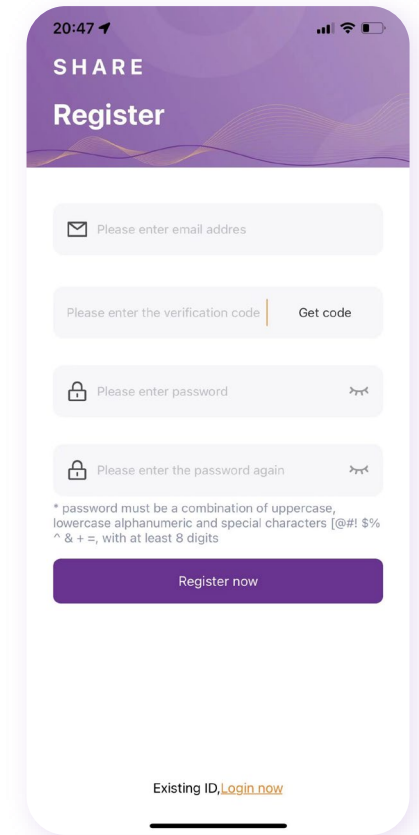 20:47
SHARE
Register
Please enter email addres
Please enter the verification code Get code
Please enter password
Please enter the password again
* password must be a combination of uppercase,
lowercase alphanumeric and special characters [@#! $%
^ & + =, with at least 8 digits
Register now
Existing ID,Login now